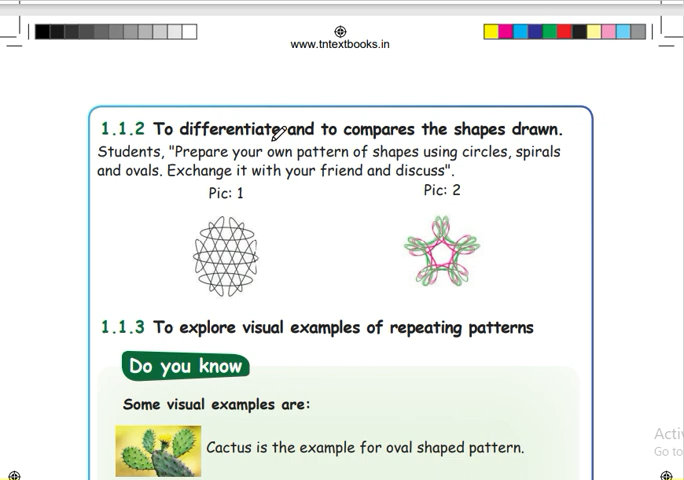 www.tntextbooks.in
1.1.2 To differentiate and to compares the shapes drawn.
Students, "Prepare your own pattern of shapes using circles, spirals
and ovals. Exchange it with your friend and discuss".
Pic: 1
Pic: 2
1.1.3 To explore visual examples of repeating patterns
Do you know
Some visual examples are:
Cactus is the example for oval shaped pattern.
Go to